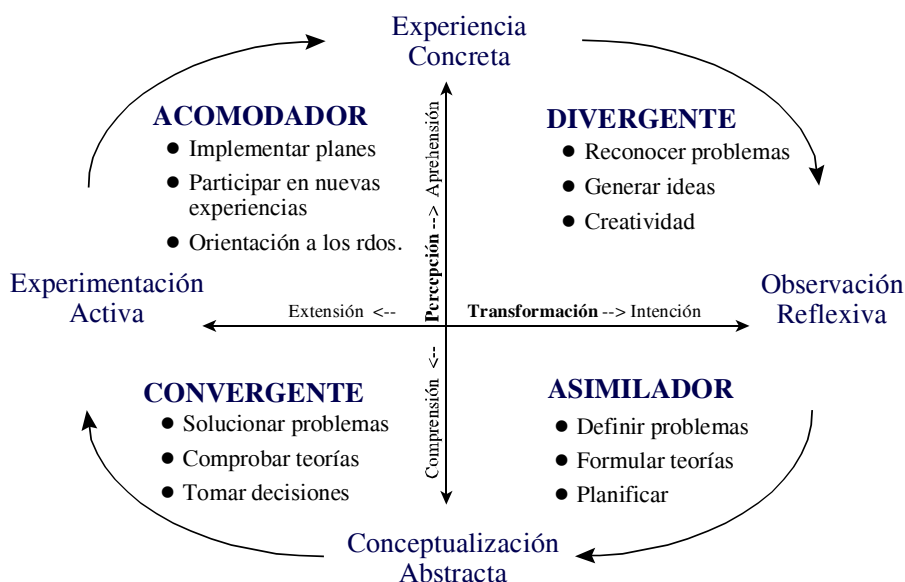 Experiencia
Concreta
ACOMODADOR
● Implementar planes
● Participar en nuevas
experiencias
● Orientación a los rdos.
DIVERGENTE
● Reconocer problemas
● Generar ideas
● Creatividad
Percepción --> Aprehensión
Experimentación
Activa
Extensión <--
Transformación --> Intención
Observación
Reflexiva
Comprensión <--
CONVERGENTE
● Solucionar problemas
● Comprobar teorías
● Tomar decisiones
ASIMILADOR
● Definir problemas
● Formular teorías
● Planificar
Conceptualización
Abstracta